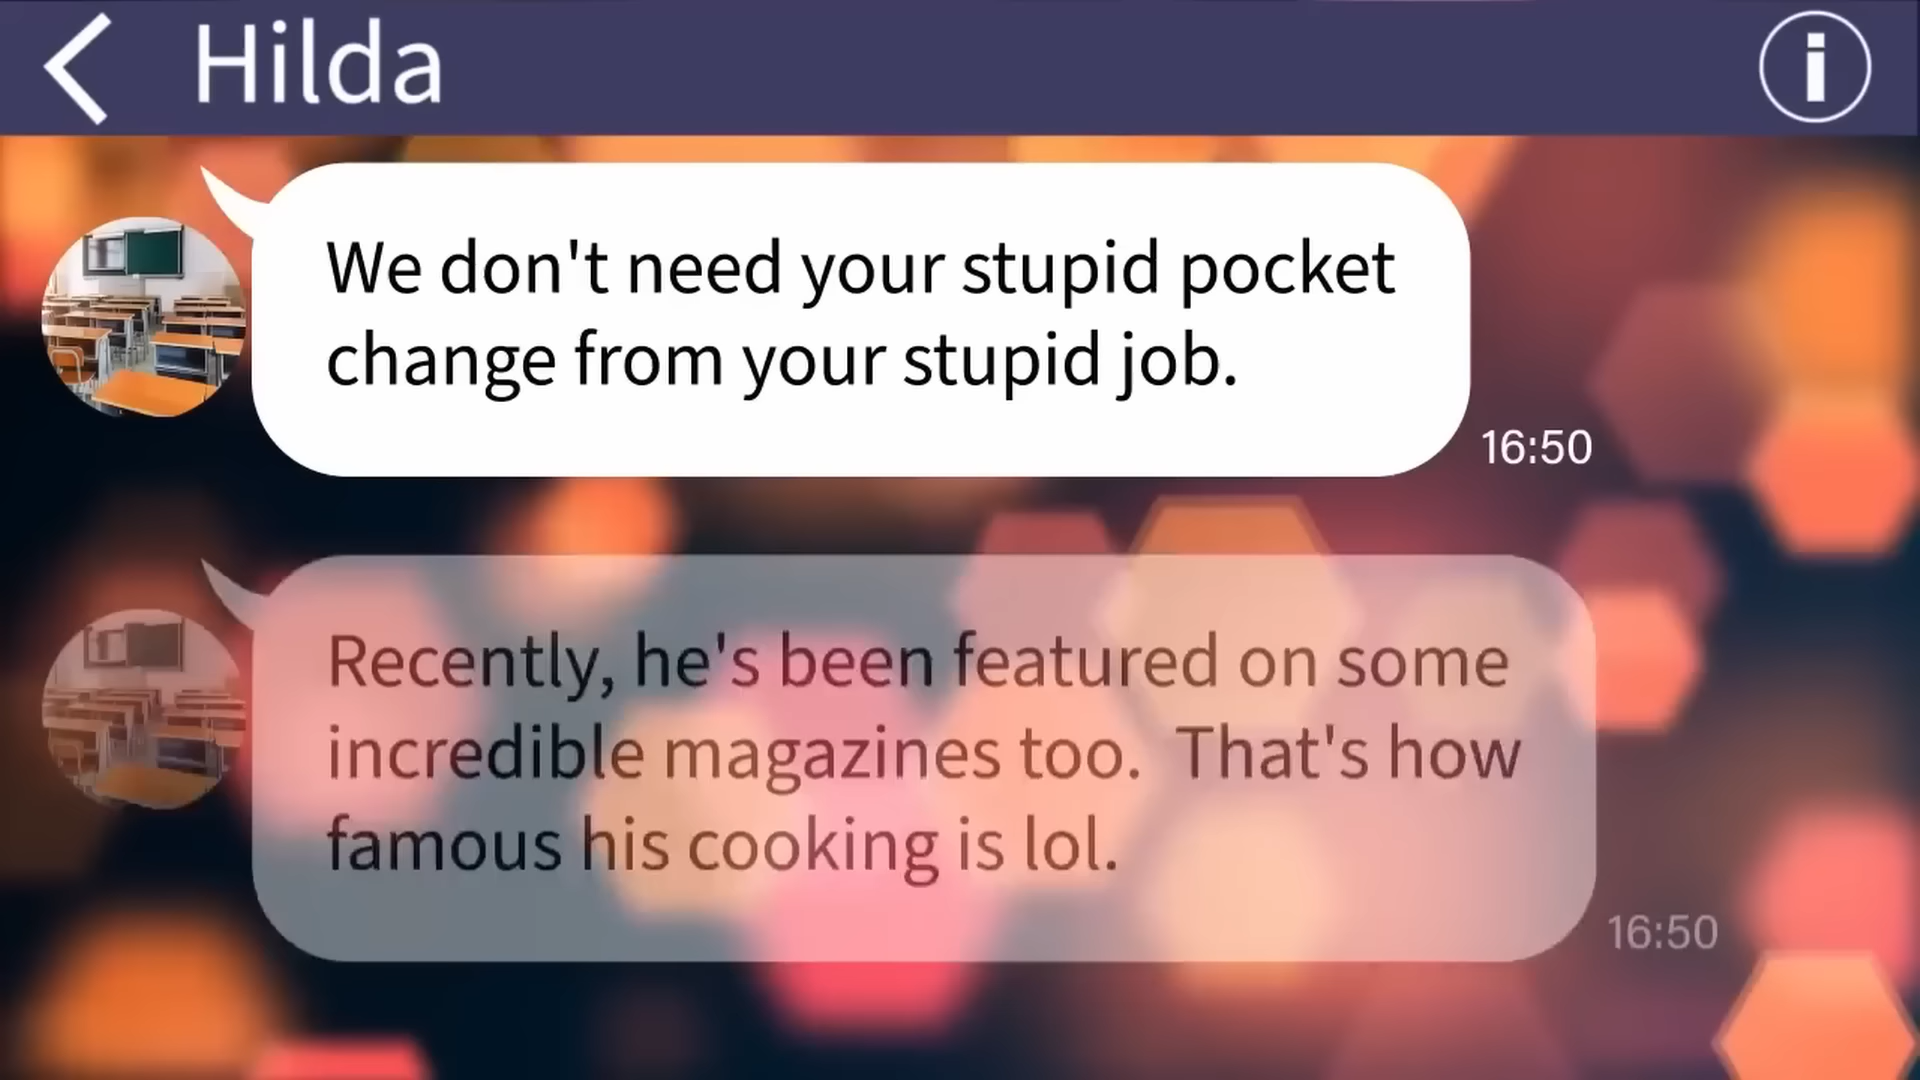 Hilda
We don't need your stupid pocket
change from your stupid job.
16:50
Recently, he's been featured on some
incredible magazines too.  That's how
famous his cooking is lol.
16:50